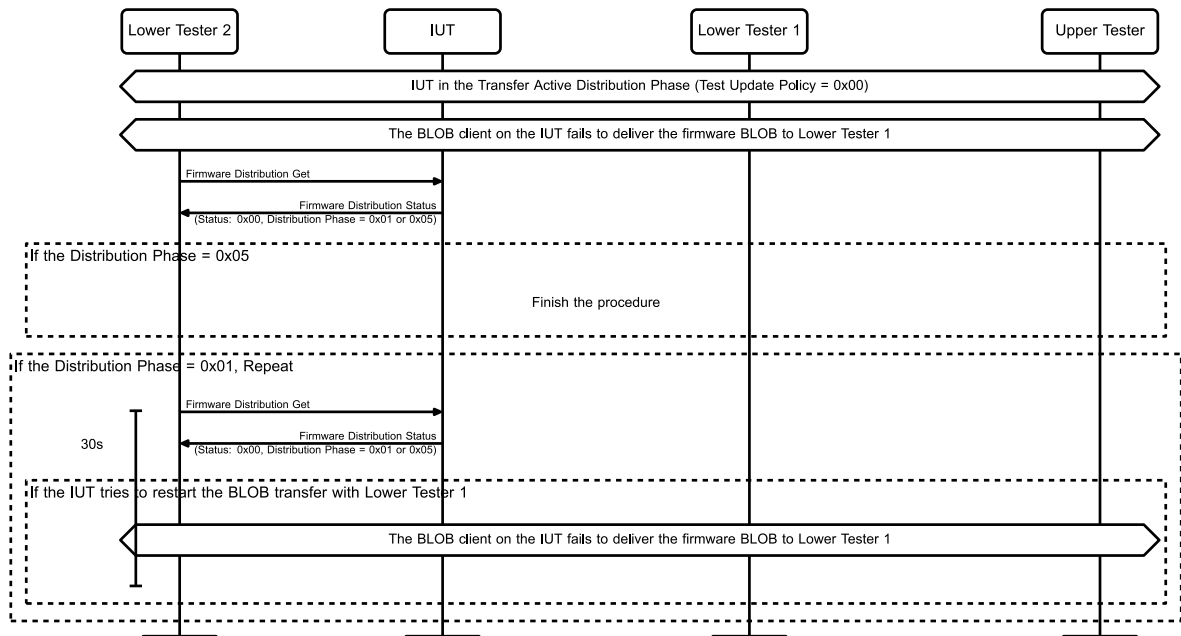 Lower Tester 2
IUT
Lower Tester 1
Upper Tester
IUT in the Transfer Active Distribution Phase (Test Update Policy = 0x00)
The BLOB client on the IUT fails to deliver the firmware BLOB to Lower Tester 1
Firmware Distribution Get
Firmware Distribution Status
(Status: 0x00, Distribution Phase = 0x01 or 0x05)
If the Distribution Phase = 0x05
Finish the procedure
If the Distribution Phase = 0x01, Repeat
Firmware Distribution Get
30s
Firmware Distribution Status
(Status: 0x00, Distribution Phase = 0x01 or 0x05)
If the IUT tries to restart the BLOB transfer with Lower Tester 1
The BLOB client on the IUT fails to deliver the firmware BLOB to Lower Tester 1